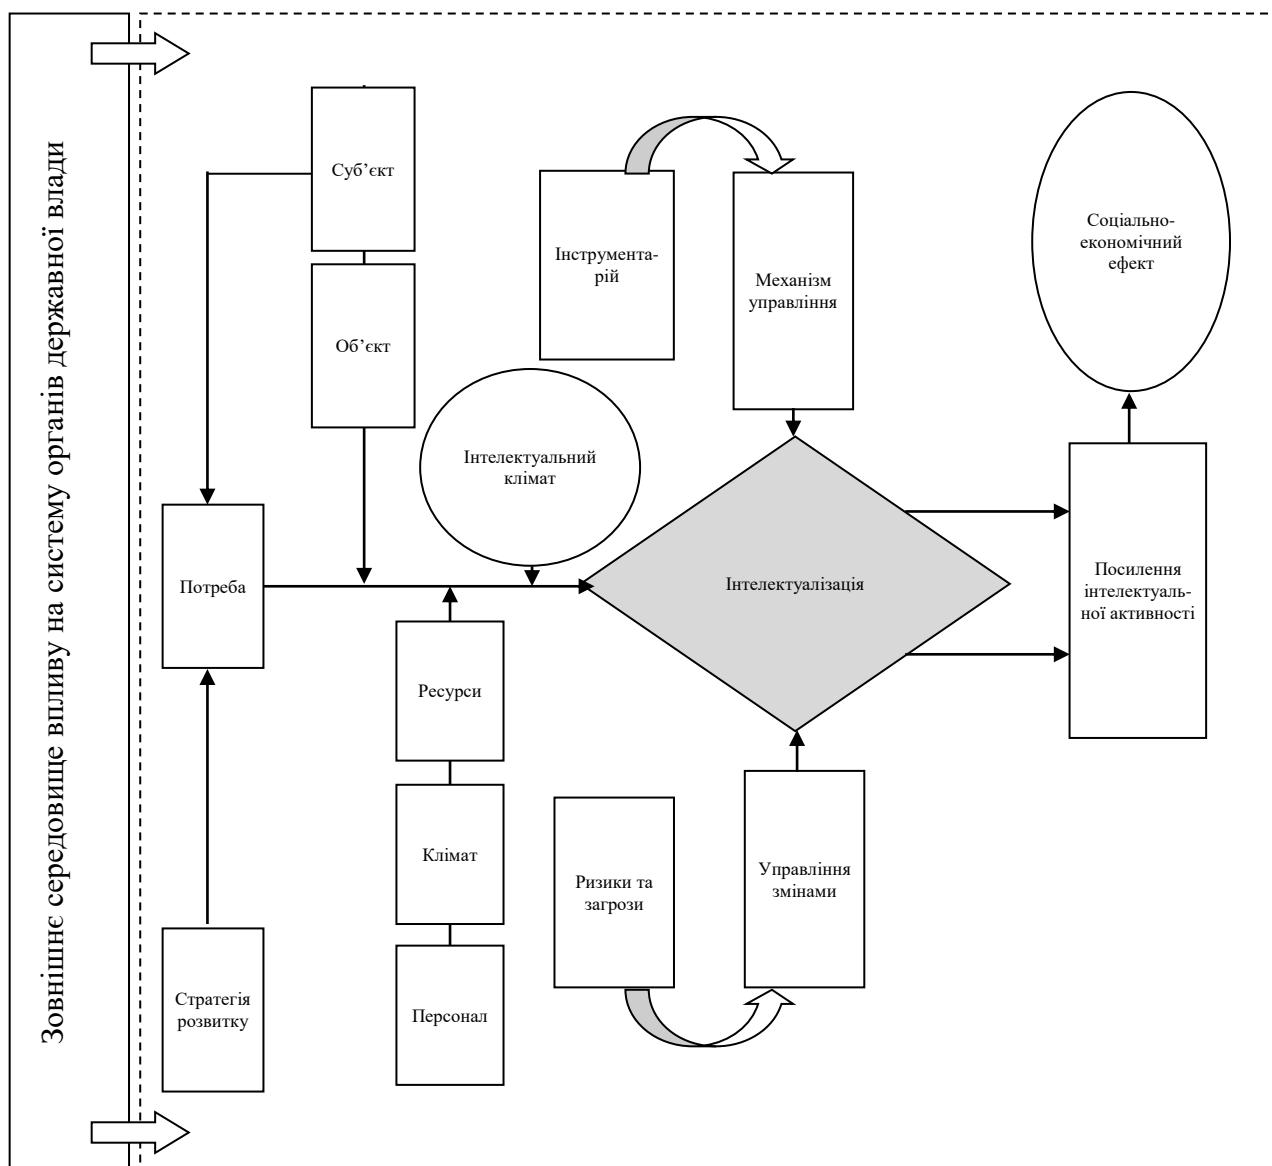 Зовнішнє середовище впливу на систему органів державної влади
Суб’єкт
Об’єкт
Інструмента-
рій
Механізм
управління
Соціально-
економічний
ефект
Інтелектуальний
клімат
Потреба
Інтелектуалізація
Посилення
інтелектуаль-
ної активності
Ресурси
Клімат
Персонал
Стратегія
розвитку
Ризики та
загрози
Управління
змінами